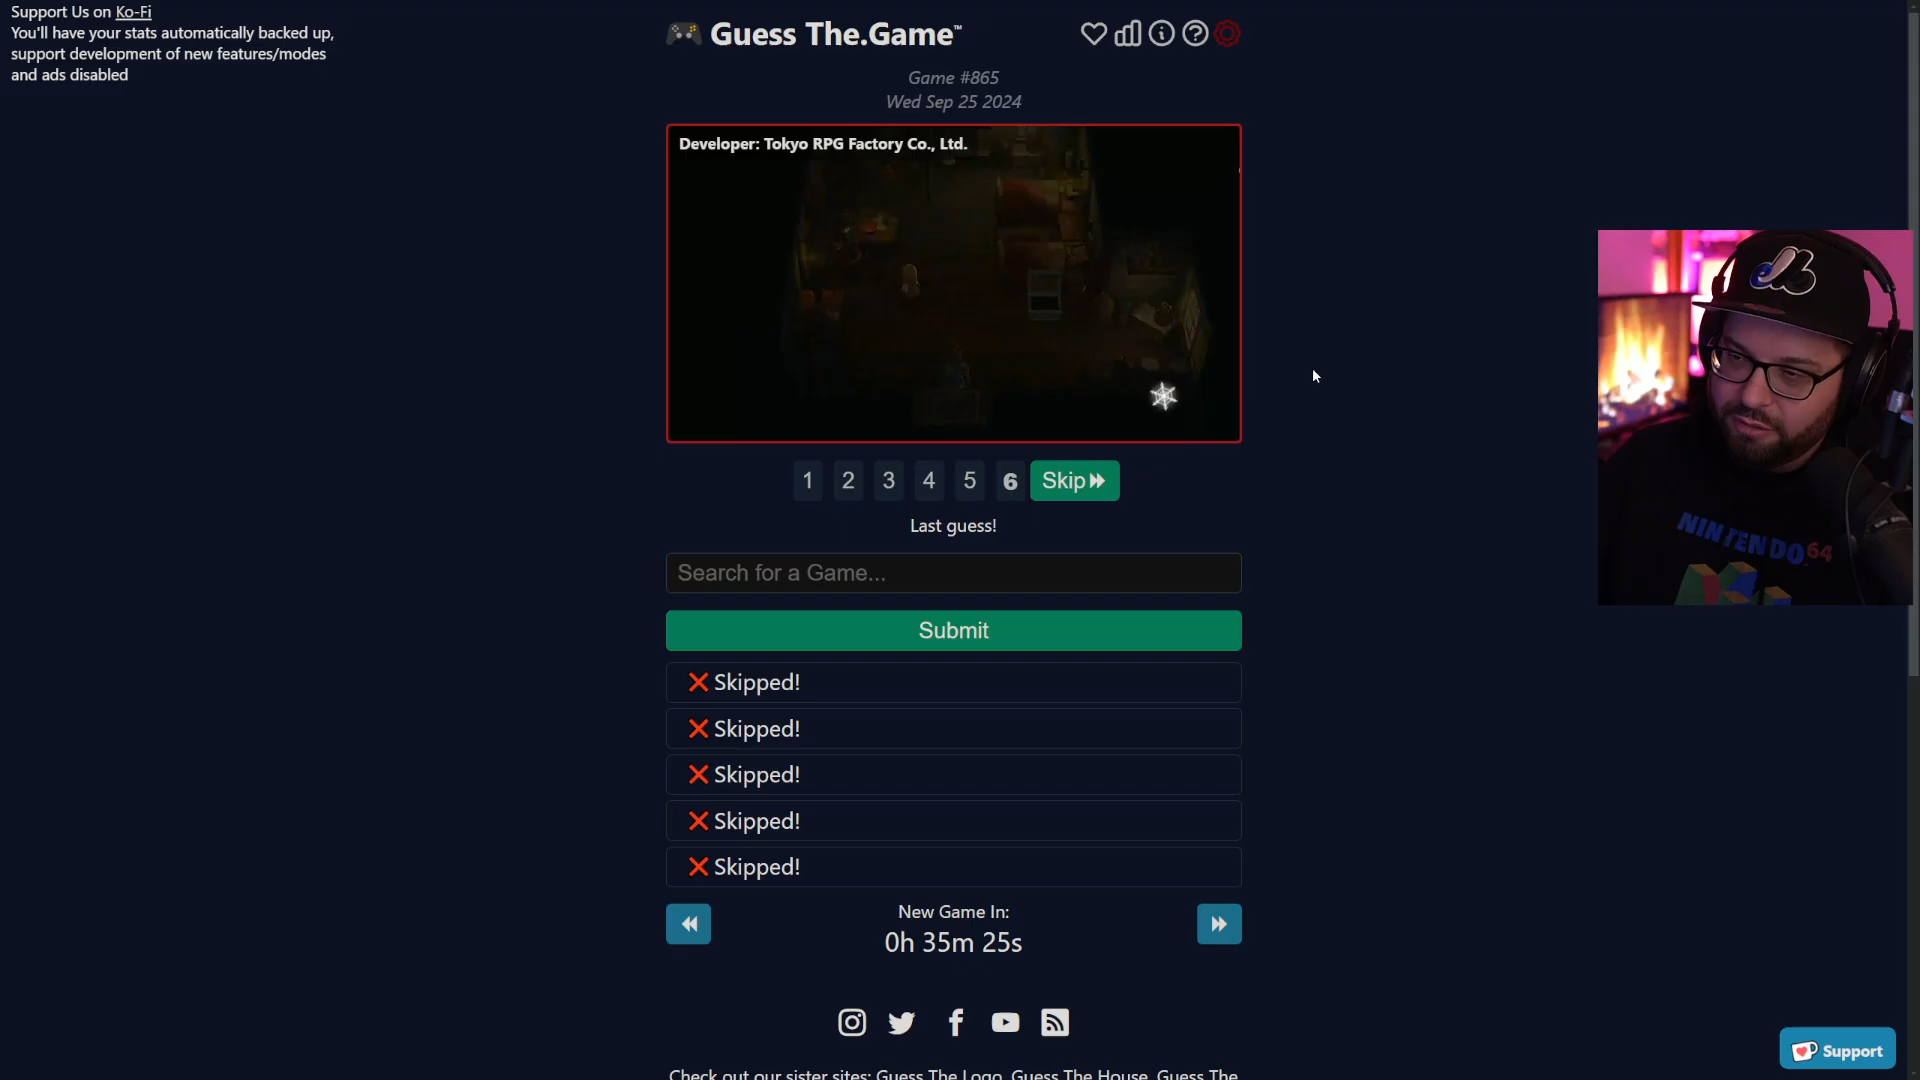 Support Us on Ko-Fi
You'll have your stats automatically backed up,
support development of new features/modes
and ads disabled
Guess The.Game™
Game #865
Wed Sep 25 2024
Developer: Tokyo RPG Factory Co., Ltd.
1 2 3 4 5 6 Skip
Last guess!
Search for a Game...
Submit
❌ Skipped!
❌ Skipped!
❌ Skipped!
❌ Skipped!
❌ Skipped!
New Game In:
0h 35m 25s
NINTENDO 64
Support
Check out our sister sites: Guess The Logo, Guess The House, Guess The